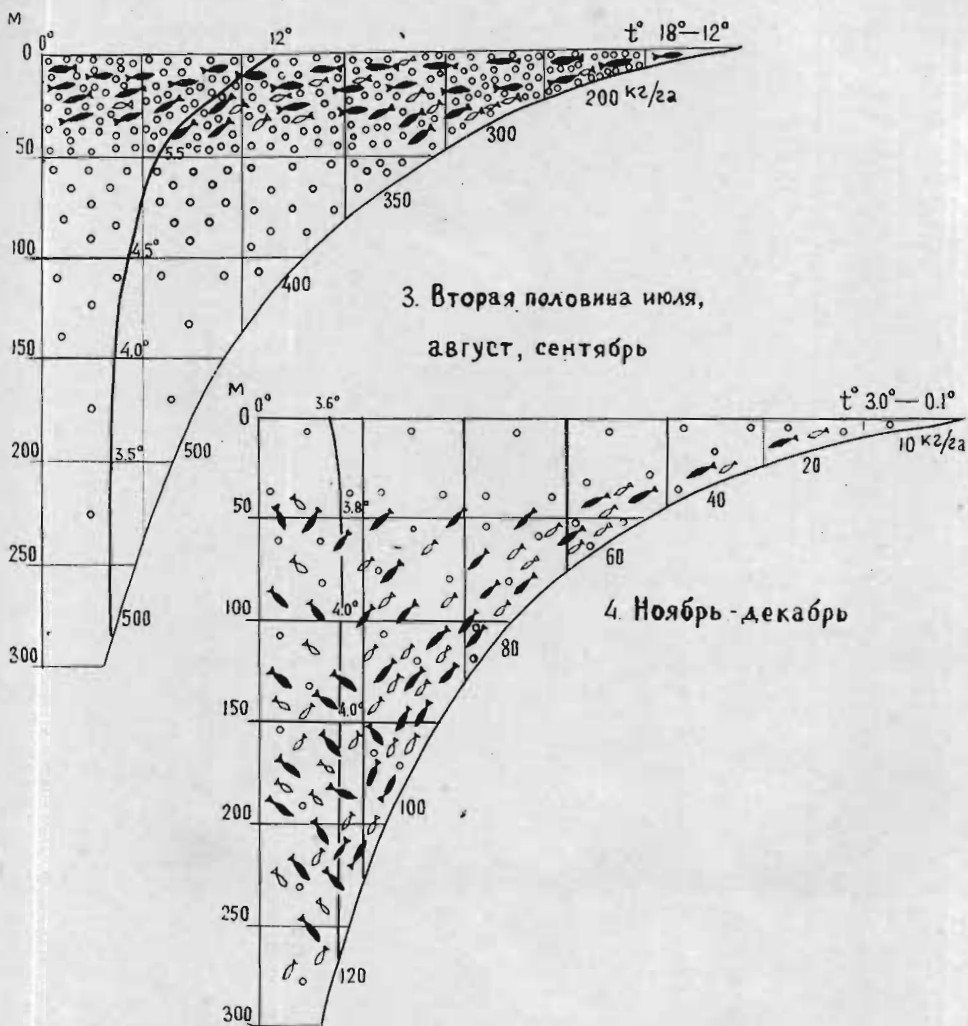 М 0° 12° t° 18°—12°
0
200 кг/га
300
50 5.5°
350
100 4.5°
400
3. Вторая половина июля,
август, сентябрь
150 4.0°
М 0° 3.6° t° 3.0°—0.1°
0
10 кг/га
20
200 3.5° 500
40
50 3.8°
60
250
100 4.0°
500
4. Ноябрь-декабрь
80
300
150 4.0°
100
200
250
120
300